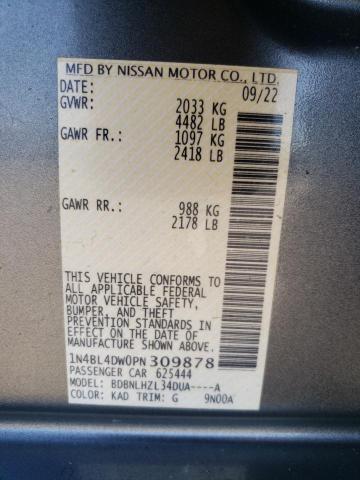 MFD BY NISSAN MOTOR CO., LTD.
DATE: 09/22
GVWR: 2033 KG
4482 LB
GAWR FR.: 1097 KG
2418 LB
GAWR RR.: 988 KG
2178 LB
THIS VEHICLE CONFORMS TO
ALL APPLICABLE FEDERAL
MOTOR VEHICLE SAFETY,
BUMPER, AND THEFT
PREVENTION STANDARDS
IN EFFECT ON THE DATE OF
MANUFACTURE SHOWN ABOVE.
1N4BL4DW0PN309878
PASSENGER CAR 625444
MODEL: BDBNLHZL34DUA----A
COLOR: KAD TRIM: G 9N00A